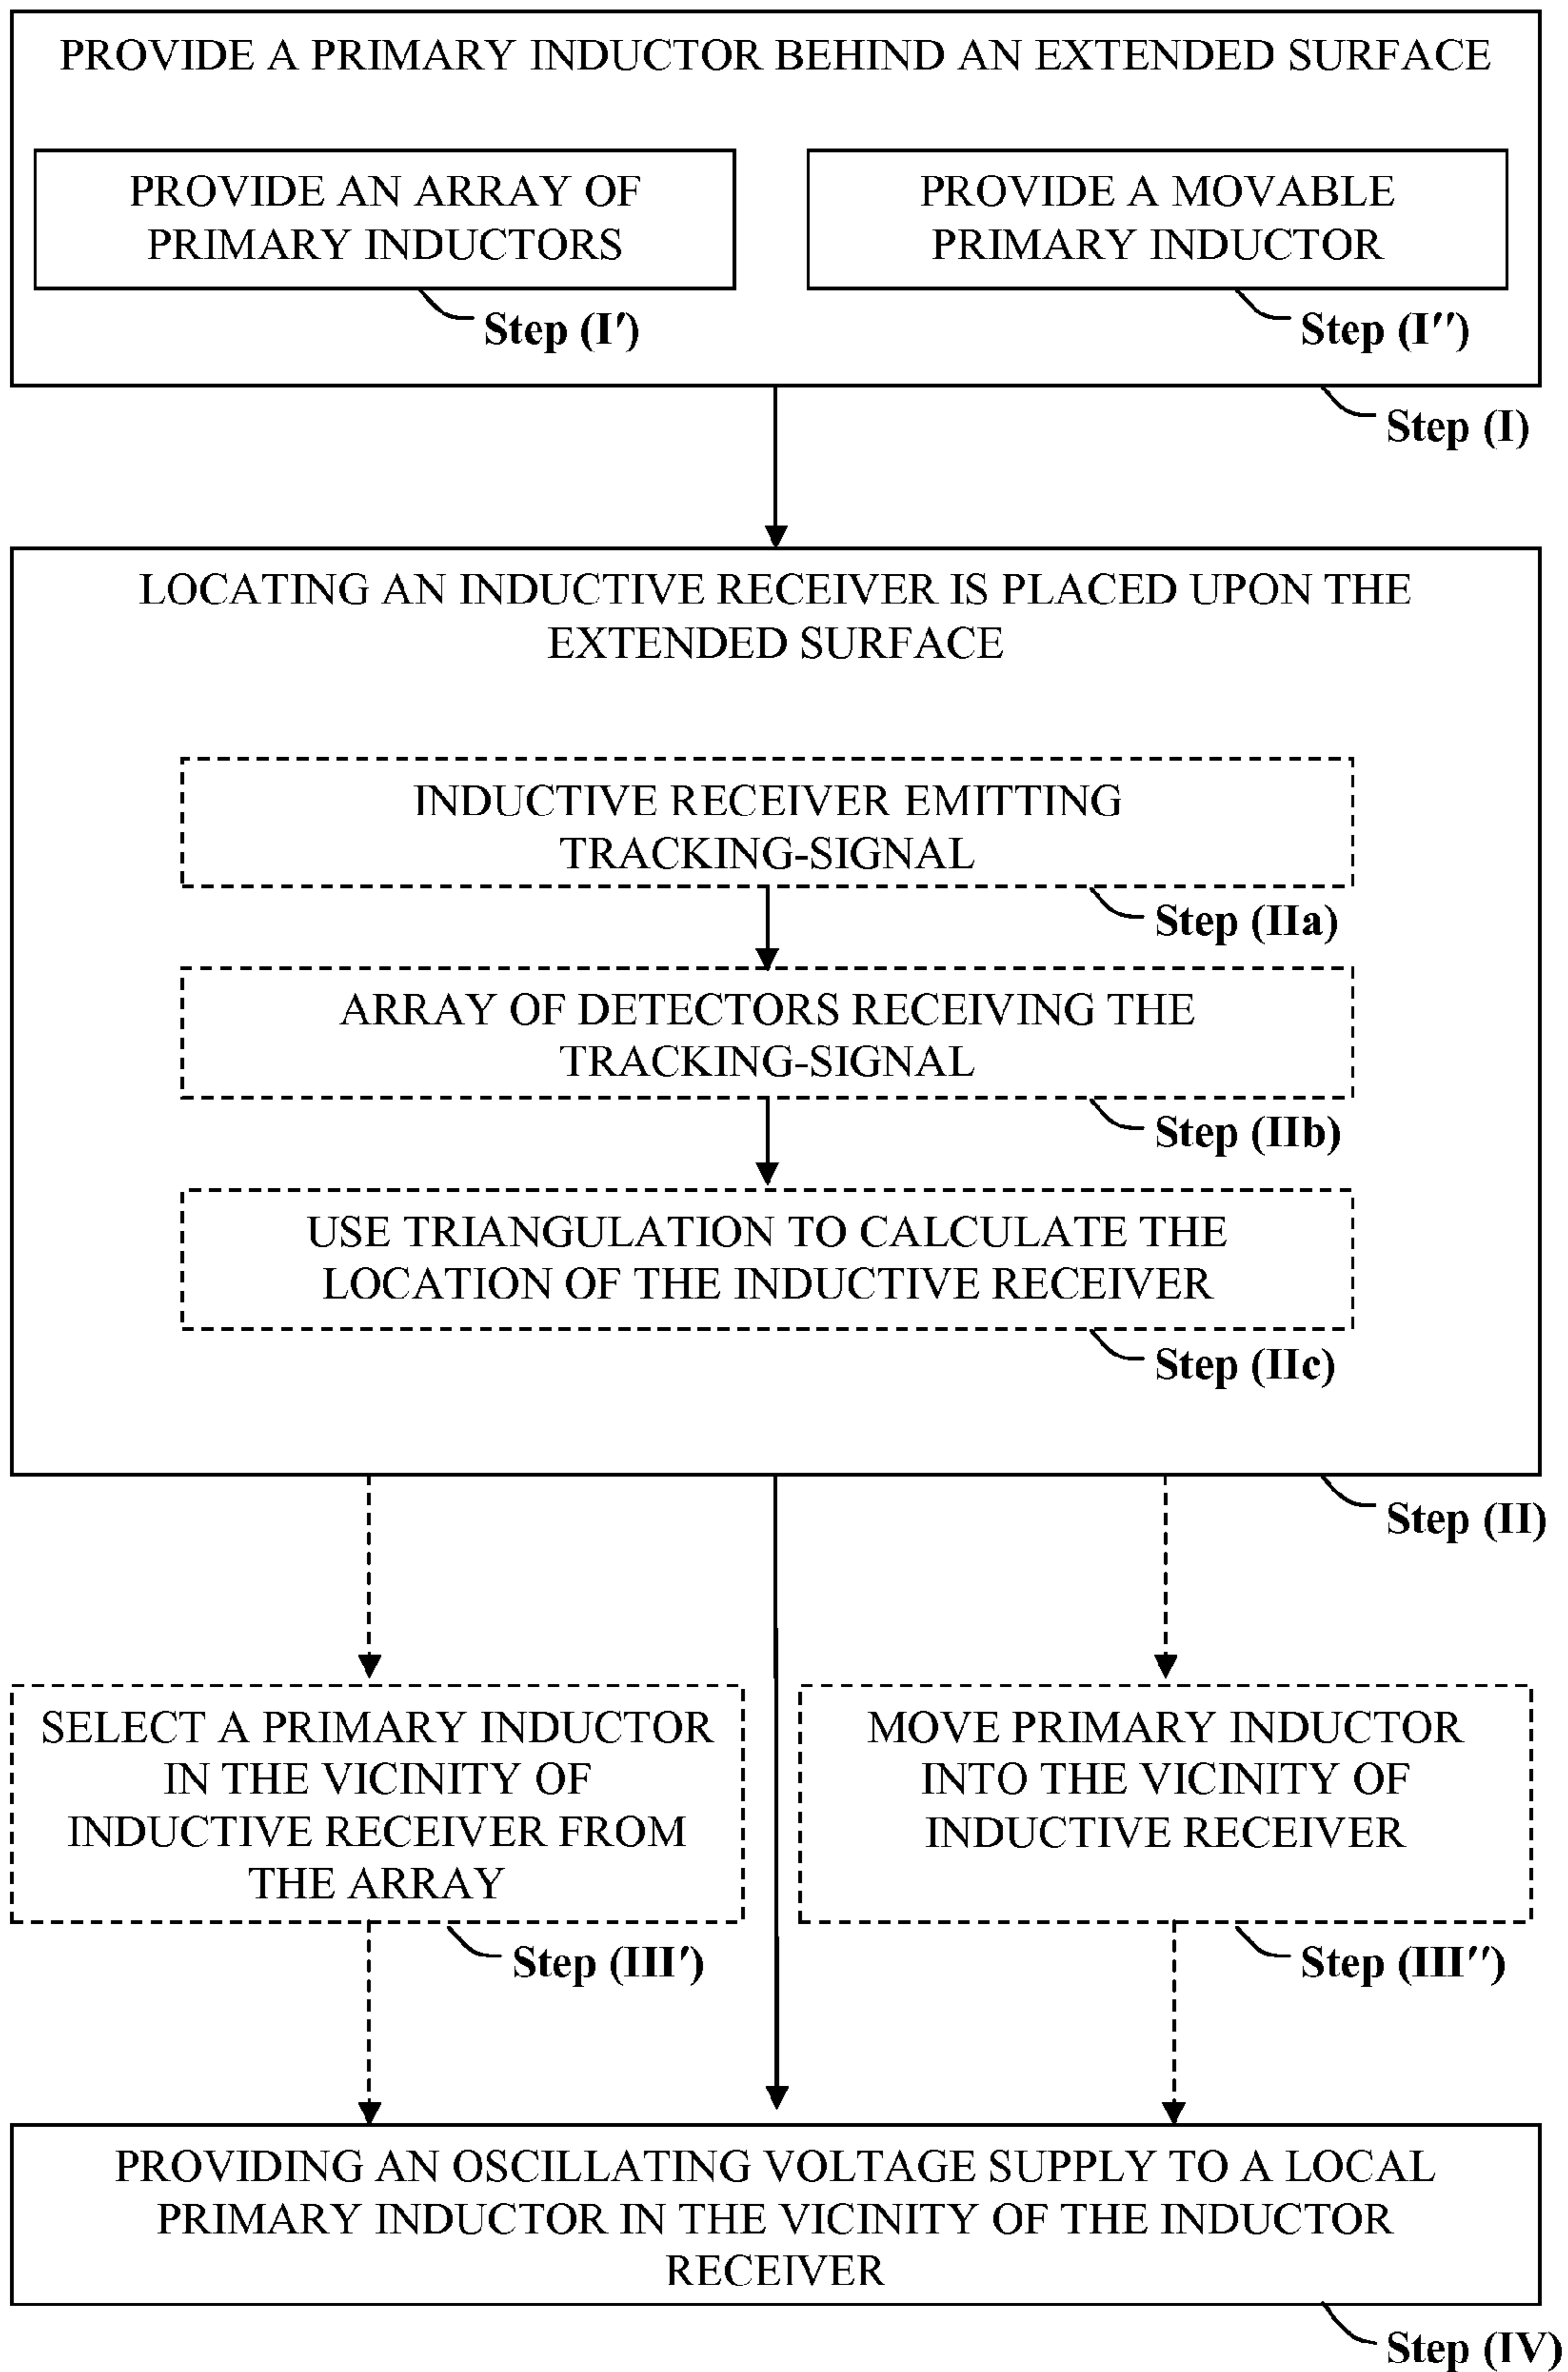 PROVIDE A PRIMARY INDUCTOR BEHIND AN EXTENDED SURFACE
PROVIDE AN ARRAY OF
PRIMARY INDUCTORS
Step (I′)
PROVIDE A MOVABLE
PRIMARY INDUCTOR
Step (I′′)
Step (I)
LOCATING AN INDUCTIVE RECEIVER IS PLACED UPON THE
EXTENDED SURFACE
INDUCTIVE RECEIVER EMITTING
TRACKING-SIGNAL
Step (IIa)
ARRAY OF DETECTORS RECEIVING THE
TRACKING-SIGNAL
Step (IIb)
USE TRIANGULATION TO CALCULATE THE
LOCATION OF THE INDUCTIVE RECEIVER
Step (IIc)
Step (II)
SELECT A PRIMARY INDUCTOR
IN THE VICINITY OF
INDUCTIVE RECEIVER FROM
THE ARRAY
Step (III′)
MOVE PRIMARY INDUCTOR
INTO THE VICINITY OF
INDUCTIVE RECEIVER
Step (III′′)
PROVIDING AN OSCILLATING VOLTAGE SUPPLY TO A LOCAL
PRIMARY INDUCTOR IN THE VICINITY OF THE INDUCTOR
RECEIVER
Step (IV)